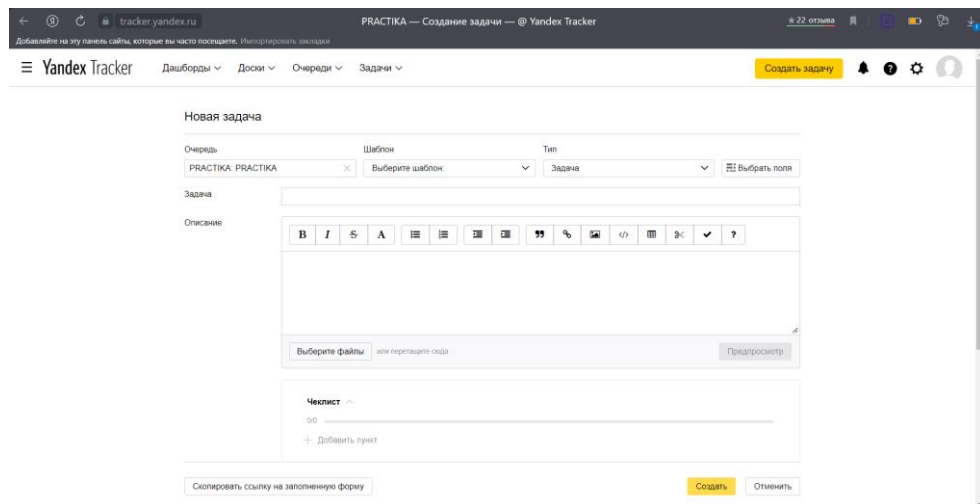 tracker.yandex.ru PRACTIKA — Создание задачи — @ Yandex Tracker ★ 22 отзыва
Добавляйте на эту панель сайты, которые вы часто посещаете. Импортировать закладки
Yandex Tracker Дашборды Доски Очереди Задачи Создать задачу
Новая задача
Очередь Шаблон Тип
PRACTIKA: PRACTIKA Выберите шаблон: Задача Выбрать поля
Задача
Описание
B I S A ?
Выберите файлы или перетащите сюда Предпросмотр
Чеклист
0/0
+ Добавить пункт
Скопировать ссылку на заполненную форму Создать Отменить